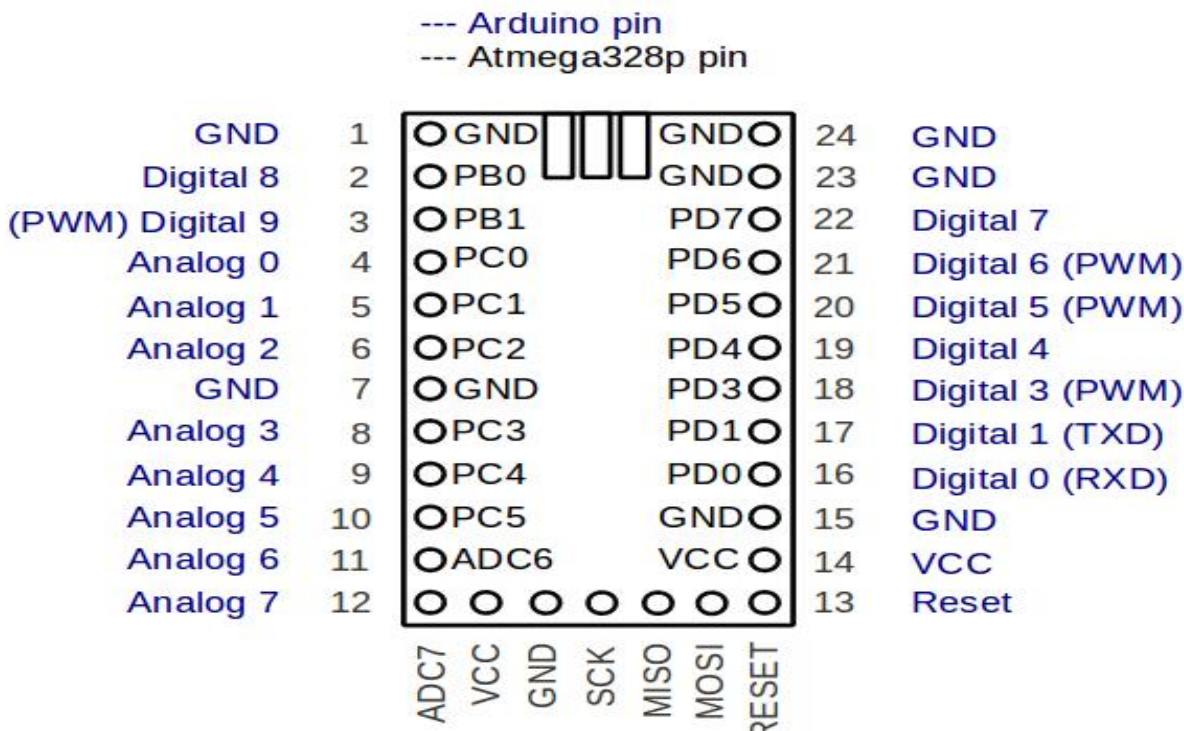 --- Arduino pin
--- Atmega328p pin
GND 1 GND GND 24 GND
Digital 8 2 PB0 GND 23 GND
(PWM) Digital 9 3 PB1 PD7 22 Digital 7
Analog 0 4 PC0 PD6 21 Digital 6 (PWM)
Analog 1 5 PC1 PD5 20 Digital 5 (PWM)
Analog 2 6 PC2 PD4 19 Digital 4
GND 7 GND PD3 18 Digital 3 (PWM)
Analog 3 8 PC3 PD1 17 Digital 1 (TXD)
Analog 4 9 PC4 PD0 16 Digital 0 (RXD)
Analog 5 10 PC5 GND 15 GND
Analog 6 11 ADC6 VCC 14 VCC
Analog 7 12 13 Reset
ADC7 VCC GND SCK MISO MOSI RESET